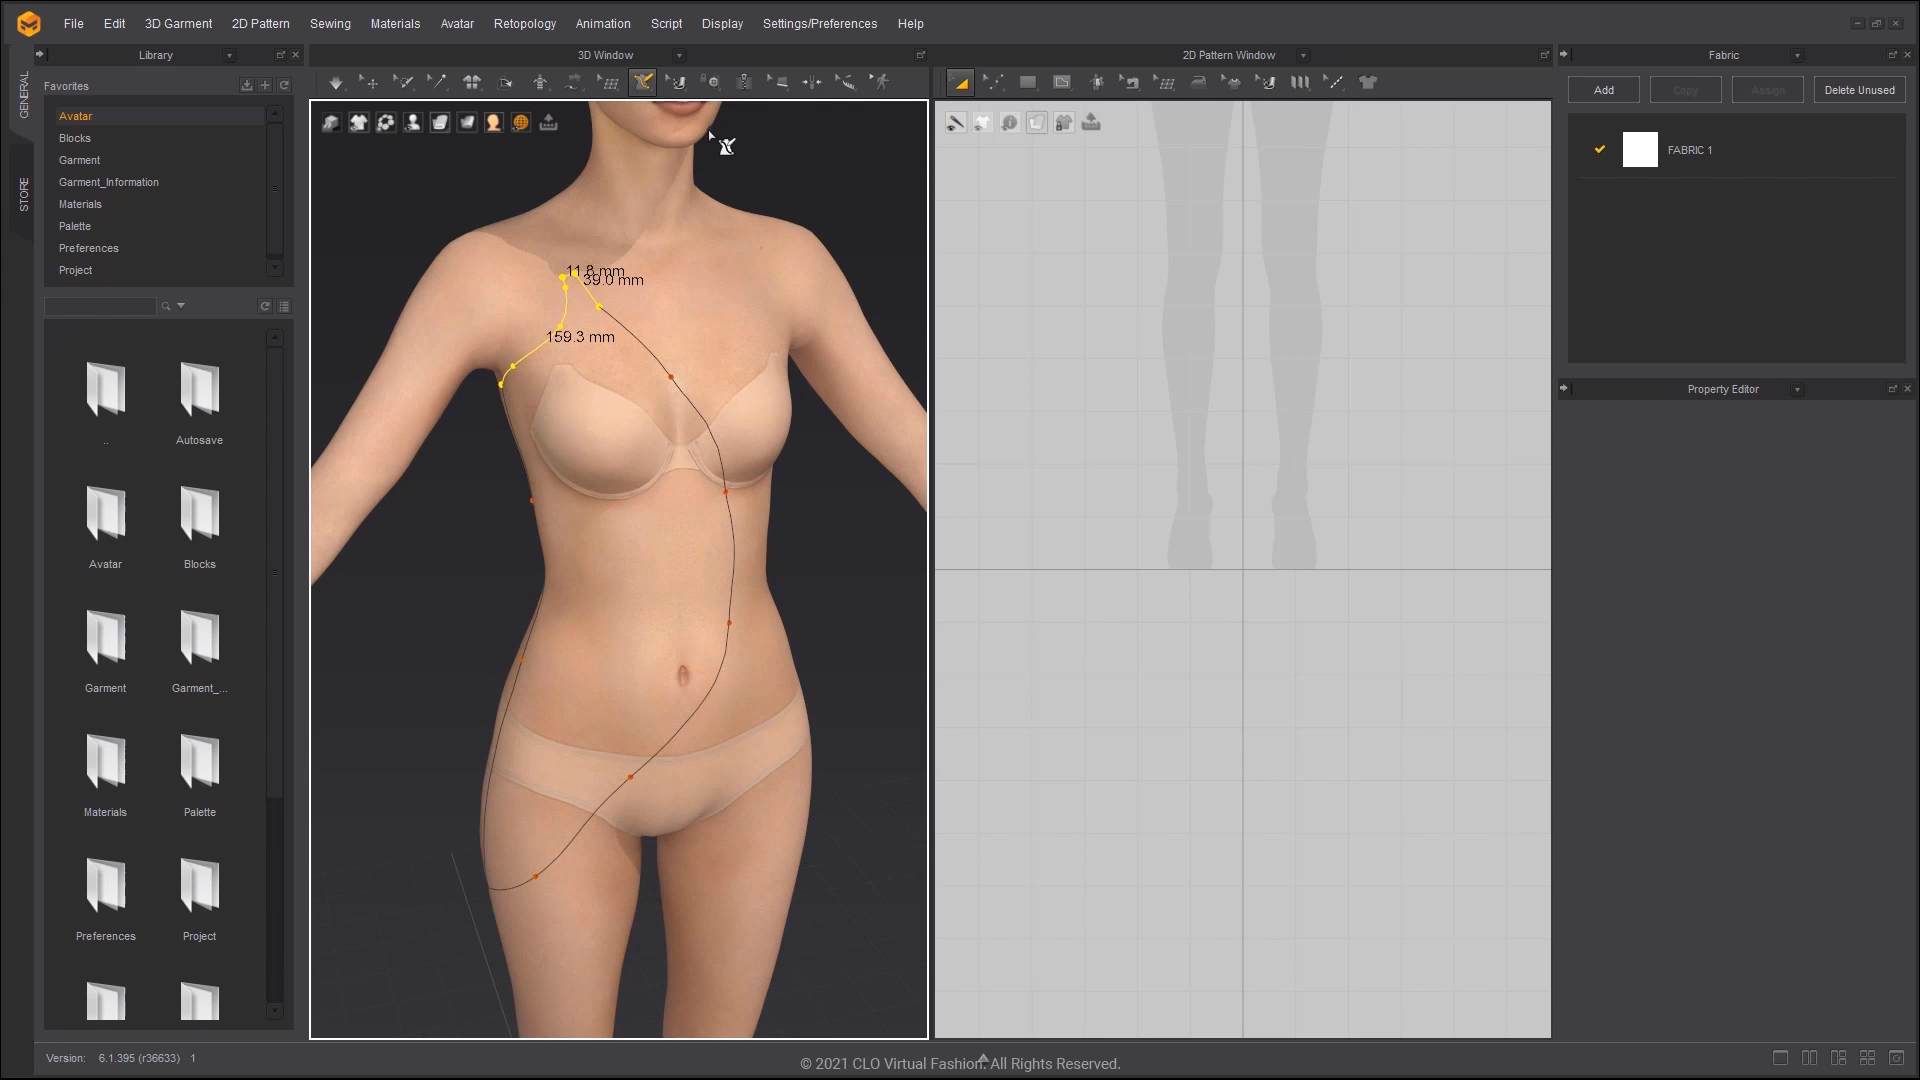 File Edit 3D Garment 2D Pattern Sewing Materials Avatar Retopology Animation Script Display Settings/Preferences Help
Library
3D Window
2D Pattern Window
Fabric
GENERAL
STORE
Favorites
Avatar
Blocks
Garment
Garment_Information
Materials
Palette
Preferences
Project
..
Autosave
Avatar
Blocks
Garment
Garment_...
Materials
Palette
Preferences
Project
11.8 mm
39.0 mm
159.3 mm
Add Copy Assign Delete Unused
FABRIC 1
Property Editor
Version: 6.1.395 (r36633) 1
© 2021 CLO Virtual Fashion. All Rights Reserved.